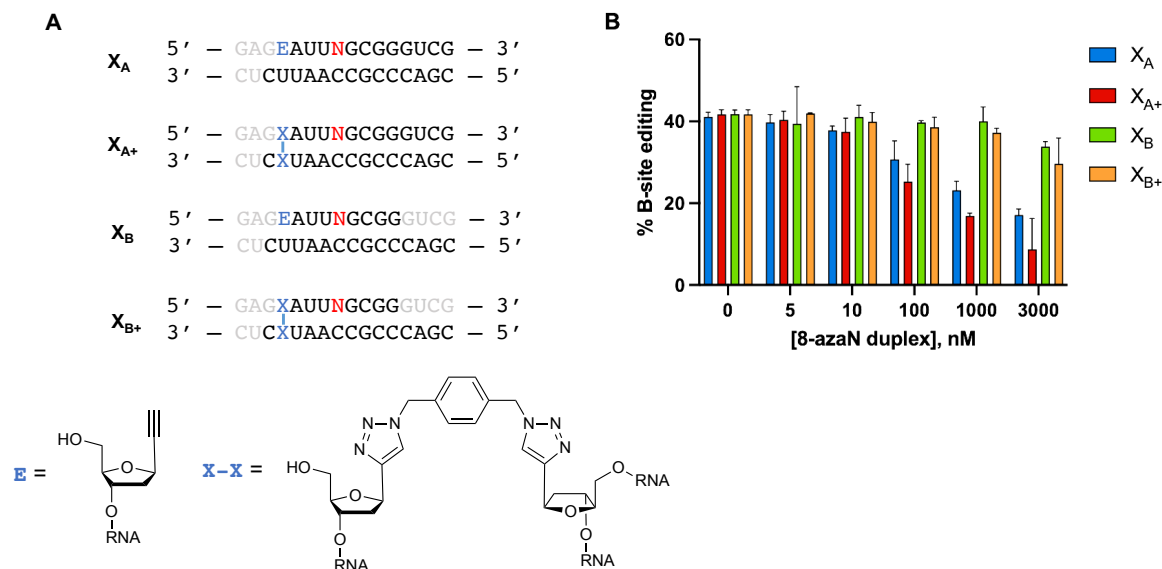 A
X_A
5′ – GAGEAUUNGCGGGUCG – 3′
3′ – CUCUUAACCGCCCAGC – 5′
X_A+
5′ – GAGXAUUNGCGGGUCG – 3′
3′ – CUCXUAACCGCCCAGC – 5′
X_B
5′ – GAGEAUUNGCGGGUCG – 3′
3′ – CUCUUAACCGCCCAGC – 5′
X_B+
5′ – GAGXAUUNGCGGGUCG – 3′
3′ – CUCXUAACCGCCCAGC – 5′
B
% B-site editing
60
40
20
0
0 5 10 100 1000 3000
[8-azaN duplex], nM
X_A
X_A+
X_B
X_B+
E =
HO
O
O
RNA
X–X =
N N N
N N N
HO
O
O
RNA
O
O RNA
O
RNA